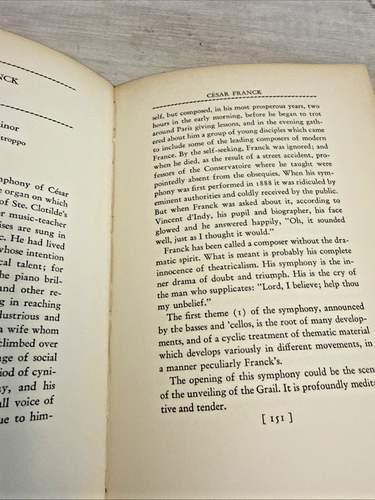 NCK
inor
troppo
mphony of César
e organ on which
of Ste. Clotilde's
r music-teacher
ises are sung in
c. He had lived
whose intention
cal talent; for
he piano bril-
and other re-
g in reaching
dustrious and
a wife whom
climbed over
nge of social
iod of cyni-
ny, and his
all voice of
ue to him-
CÉSAR FRANCK
self, but composed, in his most prosperous years, two
hours in the early morning, before he began to trot
around Paris giving lessons, and in the evening gath-
ered about him a group of young disciples which came
to include some of the leading composers of modern
France. By the self-seeking, Franck was ignored; and
when he died, as the result of a street accident, pro-
fessors of the Conservatoire where he taught were
pointedly absent from the obsequies. When his sym-
phony was first performed in 1888 it was ridiculed by
eminent authorities and coldly received by the public.
But when Franck was asked about it, according to
Vincent d'Indy, his pupil and biographer, his face
glowed and he answered happily, "Oh, it sounded
well, just as I thought it would."
Franck has been called a composer without the dra-
matic spirit. What is meant is probably his complete
innocence of theatricalism. His symphony is the in-
ner drama of doubt and triumph. His is the cry of
the man who supplicates: "Lord, I believe; help thou
my unbelief."
The first theme (1) of the symphony, announced
by the basses and 'cellos, is the root of many develop-
ments, and of a cyclic treatment of thematic material
which develops variously in different movements, in
a manner peculiarly Franck's.
The opening of this symphony could be the scen
of the unveiling of the Grail. It is profoundly medita
tive and tender.
[ 151 ]